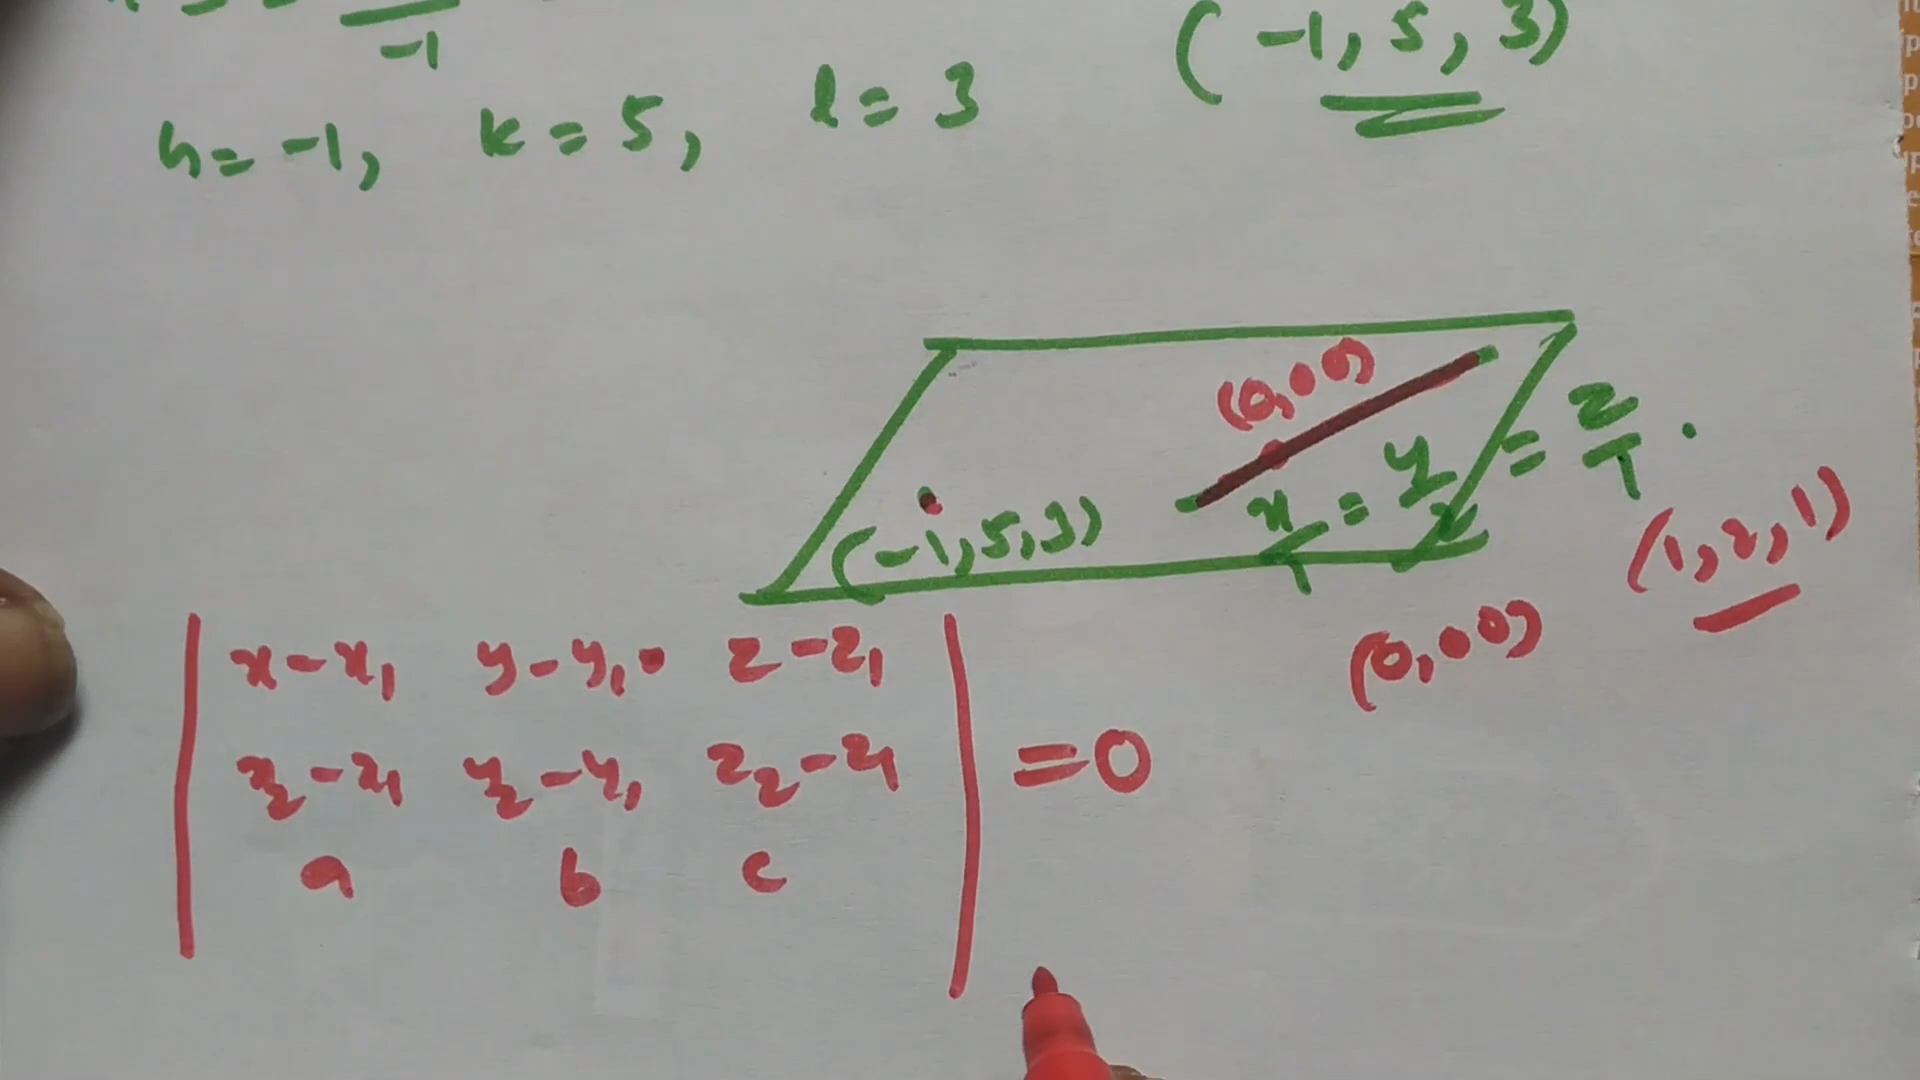 -1
(-1, 5, 3)
h = -1, k = 5, l = 3
(0, 0 0)
(-1, 5, 3)
x/1 = y/2 = z/1 .
(1, 2, 1)
(0, 0 0)
x - x₁ y - y₁ z - z₁
x₂ - x₁ y₂ - y₁ z₂ - z₁ = 0
a b c